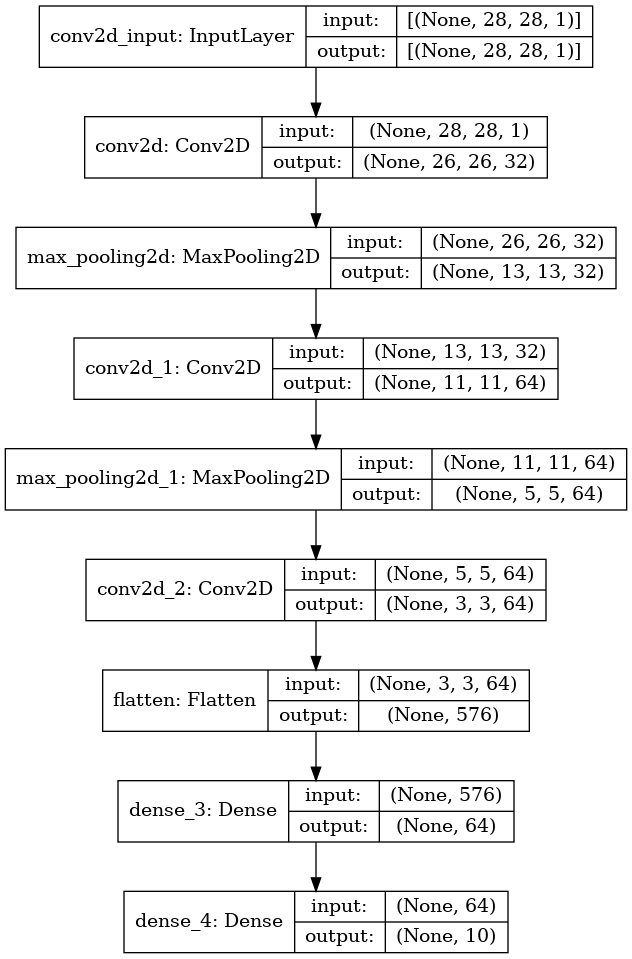 conv2d_input: InputLayer
input: [(None, 28, 28, 1)]
output: [(None, 28, 28, 1)]
conv2d: Conv2D
input: (None, 28, 28, 1)
output: (None, 26, 26, 32)
max_pooling2d: MaxPooling2D
input: (None, 26, 26, 32)
output: (None, 13, 13, 32)
conv2d_1: Conv2D
input: (None, 13, 13, 32)
output: (None, 11, 11, 64)
max_pooling2d_1: MaxPooling2D
input: (None, 11, 11, 64)
output: (None, 5, 5, 64)
conv2d_2: Conv2D
input: (None, 5, 5, 64)
output: (None, 3, 3, 64)
flatten: Flatten
input: (None, 3, 3, 64)
output: (None, 576)
dense_3: Dense
input: (None, 576)
output: (None, 64)
dense_4: Dense
input: (None, 64)
output: (None, 10)